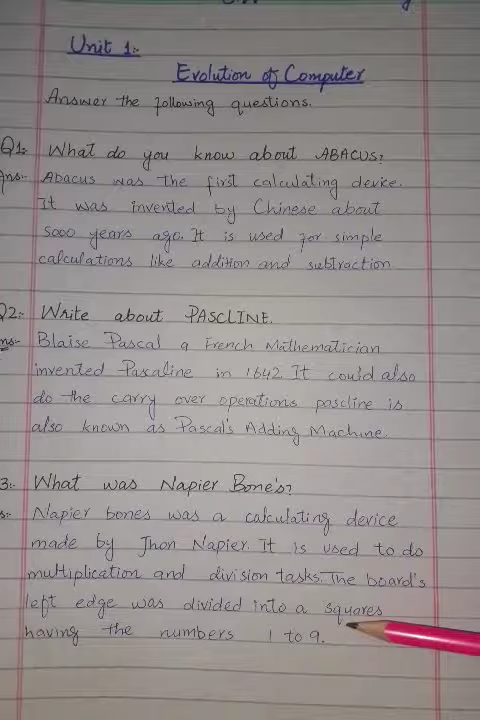 Unit 1:-
Evolution of Computer
Answer the following questions.
Q1:- What do you know about ABACUS?
Ans:- Abacus was the first calculating device.
It was invented by Chinese about
5000 years ago. It is used for simple
calculations like addition and subtraction
Q2:- Write about PASCLINE.
Ans:- Blaise Pascal a French Mathematician
invented Pascaline in 1642 It could also
do the carry over operations pascline is
also known as Pascal's Adding Machine.
3:- What was Napier Bone's?
s:- Napier bones was a calculating device
made by Jhon Napier. It is used to do
multiplication and division tasks. The board's
left edge was divided into a squares
having the numbers 1 to 9.